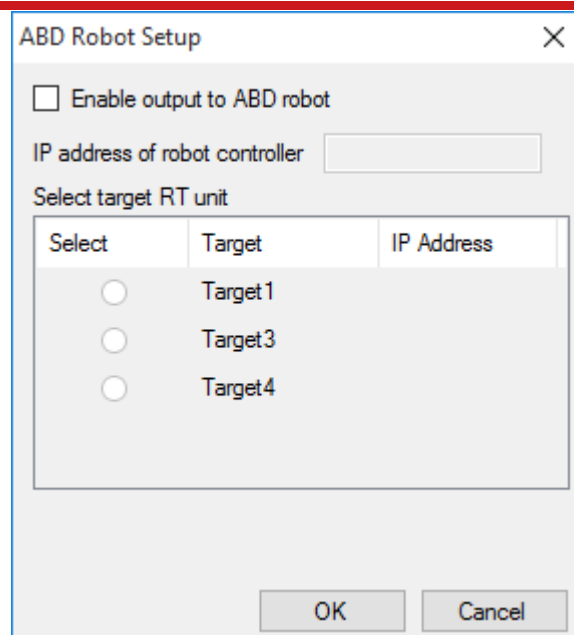 ABD Robot Setup
Enable output to ABD robot
IP address of robot controller
Select target RT unit
Select Target IP Address
Target1
Target3
Target4
OK Cancel